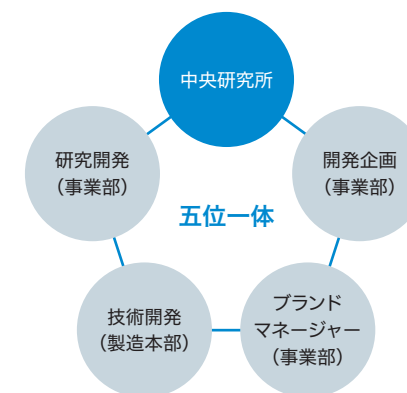 中央研究所
研究開発
（事業部）
開発企画
（事業部）
五位一体
技術開発
（製造本部）
ブランド
マネージャー
（事業部）